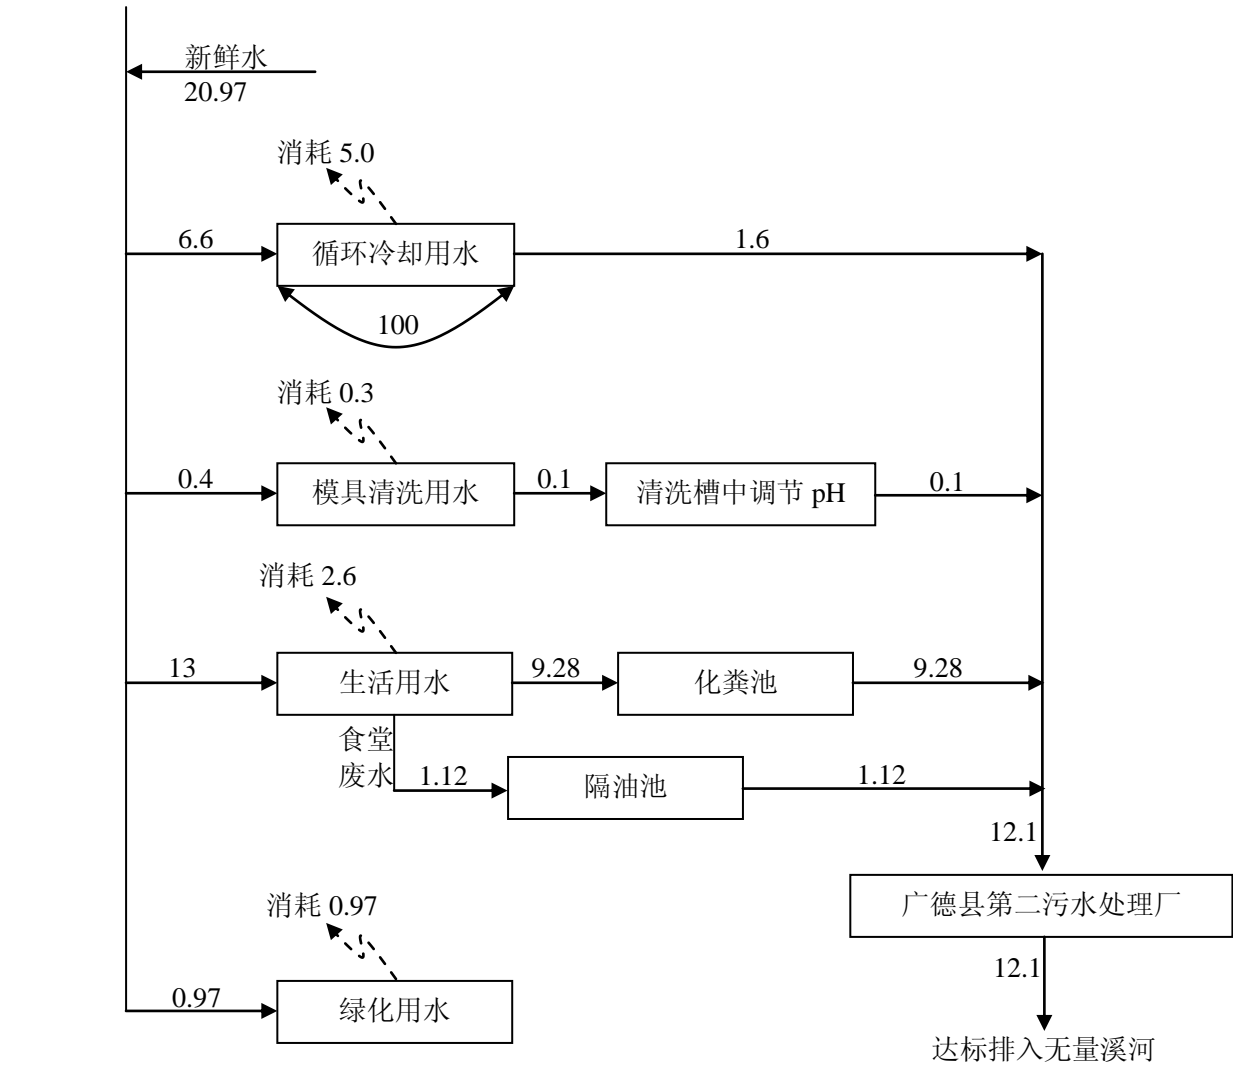 新鲜水
20.97
消耗 5.0
6.6
循环冷却用水
1.6
100
消耗 0.3
0.4
模具清洗用水
0.1
清洗槽中调节 pH
0.1
消耗 2.6
13
生活用水
9.28
化粪池
9.28
食堂
废水
1.12
隔油池
1.12
12.1
广德县第二污水处理厂
消耗 0.97
12.1
0.97
绿化用水
达标排入无量溪河